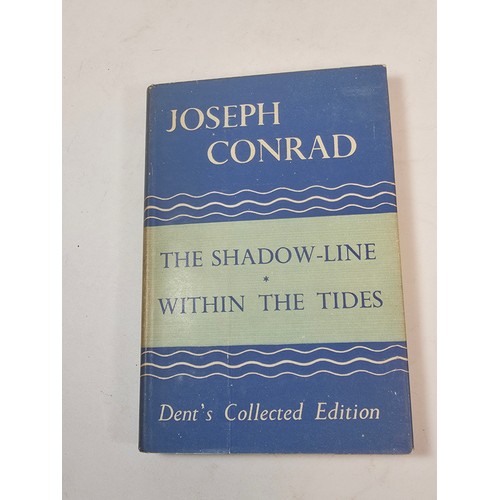 JOSEPH
CONRAD
THE SHADOW-LINE
*
WITHIN THE TIDES
Dent's Collected Edition